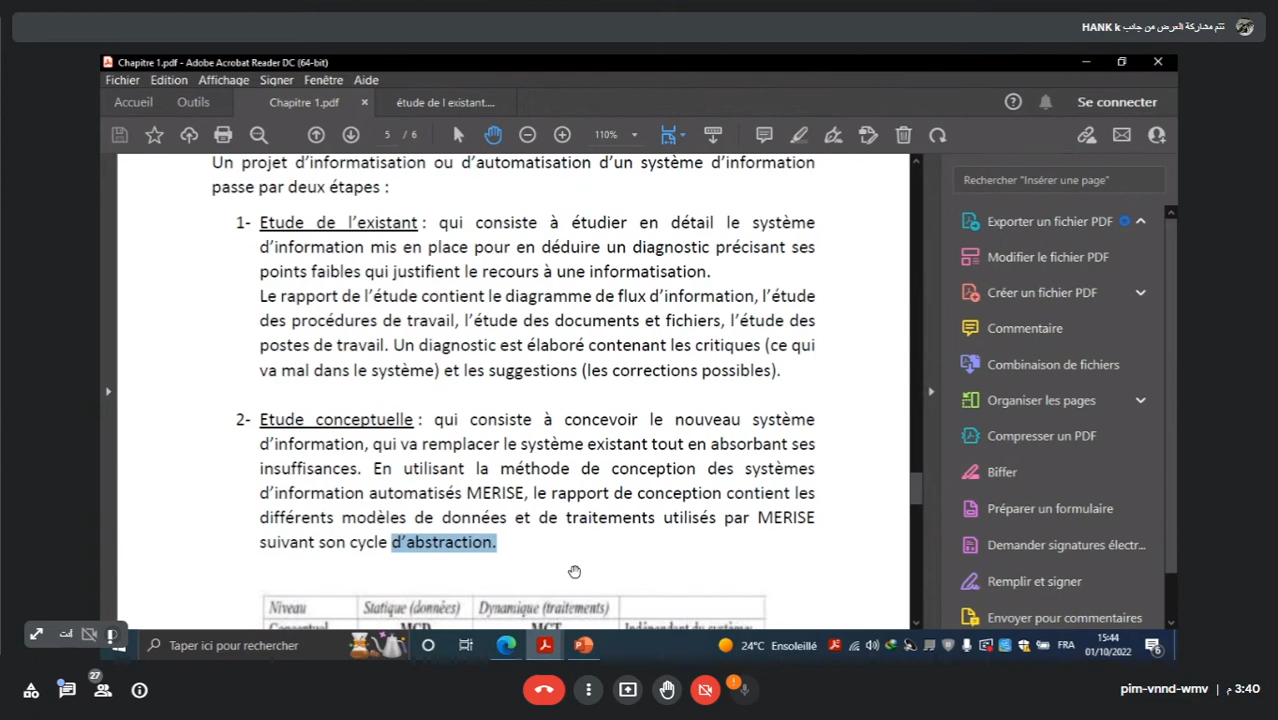 تتم مشاركة العرض من جانب HANK k
Chapitre 1.pdf - Adobe Acrobat Reader DC (64-bit)
Fichier Edition Affichage Signer Fenêtre Aide
Accueil Outils Chapitre 1.pdf × étude de l existant.... Se connecter
5 / 6 110%
Un projet d’informatisation ou d’automatisation d’un système d’information
passe par deux étapes :
1- Etude de l’existant : qui consiste à étudier en détail le système
d’information mis en place pour en déduire un diagnostic précisant ses
points faibles qui justifient le recours à une informatisation.
Le rapport de l’étude contient le diagramme de flux d’information, l’étude
des procédures de travail, l’étude des documents et fichiers, l’étude des
postes de travail. Un diagnostic est élaboré contenant les critiques (ce qui
va mal dans le système) et les suggestions (les corrections possibles).
2- Etude conceptuelle : qui consiste à concevoir le nouveau système
d’information, qui va remplacer le système existant tout en absorbant ses
insuffisances. En utilisant la méthode de conception des systèmes
d’information automatisés MERISE, le rapport de conception contient les
différents modèles de données et de traitements utilisés par MERISE
suivant son cycle d’abstraction.
Niveau Statique (données) Dynamique (traitements)
Conceptuel MCD MCT Indépendant du système
Rechercher "Insérer une page"
Exporter un fichier PDF
Modifier le fichier PDF
Créer un fichier PDF
Commentaire
Combinaison de fichiers
Organiser les pages
Compresser un PDF
Biffer
Préparer un formulaire
Demander signatures électr...
Remplir et signer
Envoyer pour commentaires
أنت
Taper ici pour rechercher
24°C Ensoleillé FRA 15:44
01/10/2022 6
27
pim-vnnd-wmv | 3:40 م